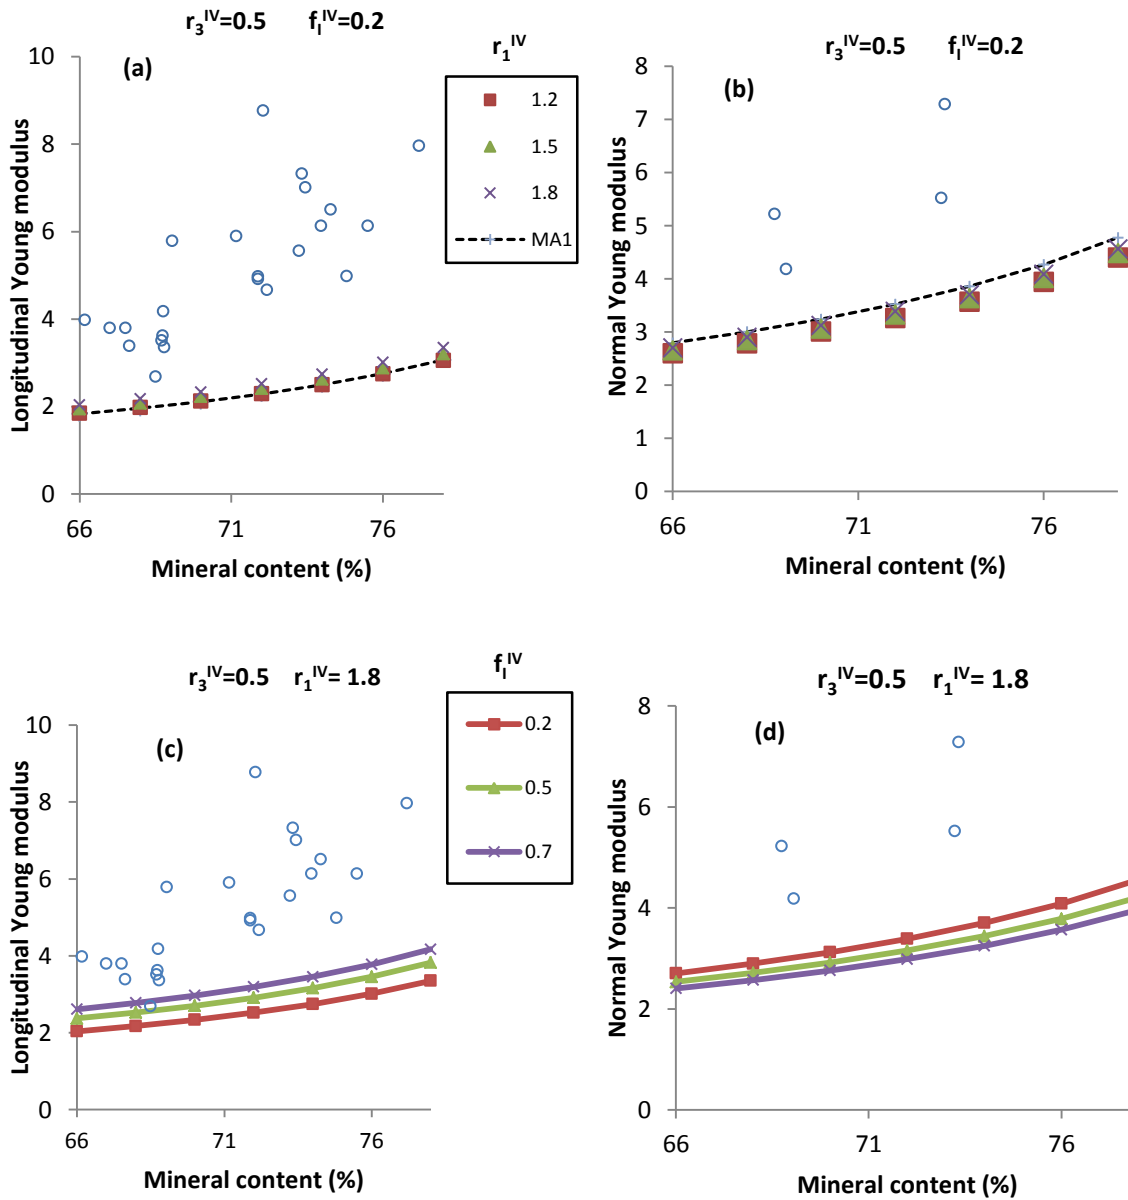 r₃ᴵⱽ=0.5 f_Iᴵⱽ=0.2
(a)
Longitudinal Young modulus
10
8
6
4
2
0
66 71 76
Mineral content (%)
r₁ᴵⱽ
1.2
1.5
1.8
MA1
r₃ᴵⱽ=0.5 f_Iᴵⱽ=0.2
(b)
Normal Young modulus
8
7
6
5
4
3
2
1
0
66 71 76
Mineral content (%)
r₃ᴵⱽ=0.5 r₁ᴵⱽ= 1.8
(c)
Longitudinal Young modulus
10
8
6
4
2
0
66 71 76
Mineral content (%)
f_Iᴵⱽ
0.2
0.5
0.7
r₃ᴵⱽ=0.5 r₁ᴵⱽ= 1.8
(d)
Normal Young modulus
8
6
4
2
0
66 71 76
Mineral content (%)